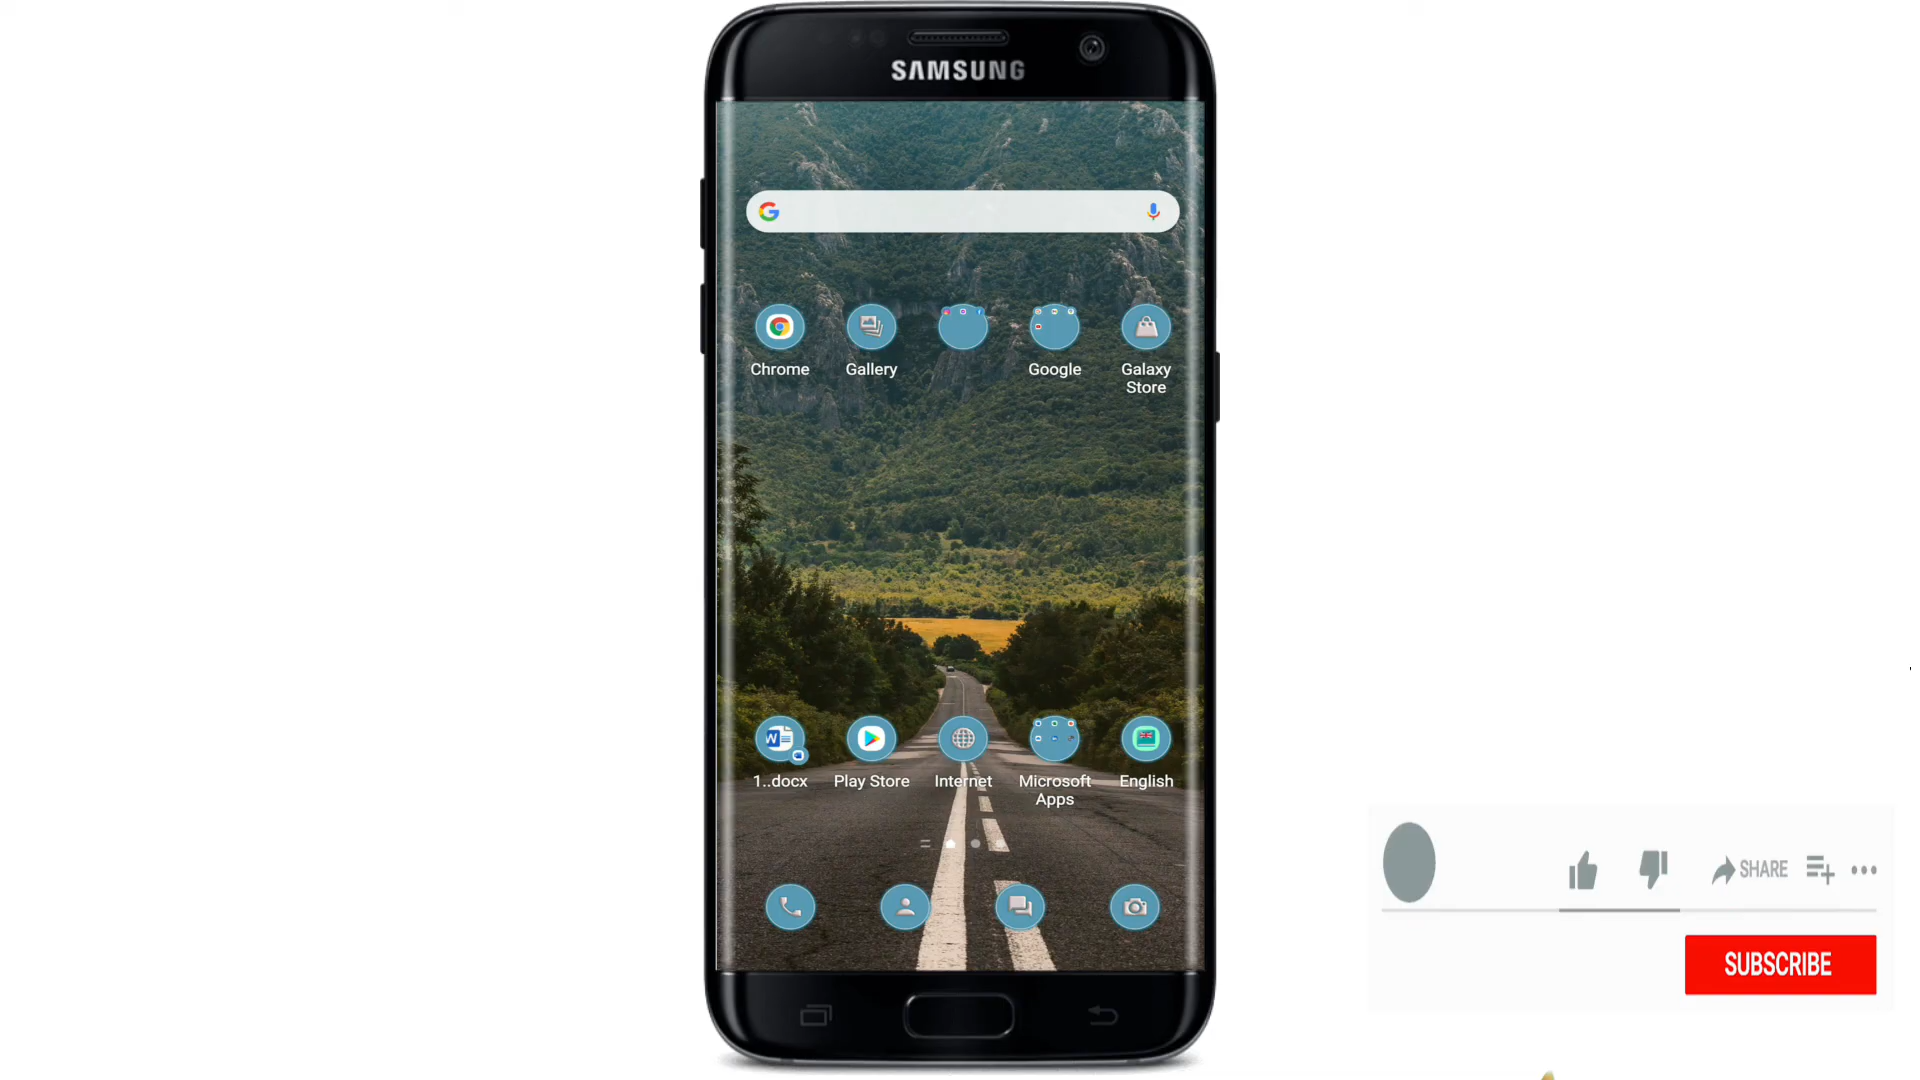 SAMSUNG
Chrome
Gallery
Google
Galaxy
Store
1..docx
Play Store
Internet
Microsoft
Apps
English
SHARE
SUBSCRIBE